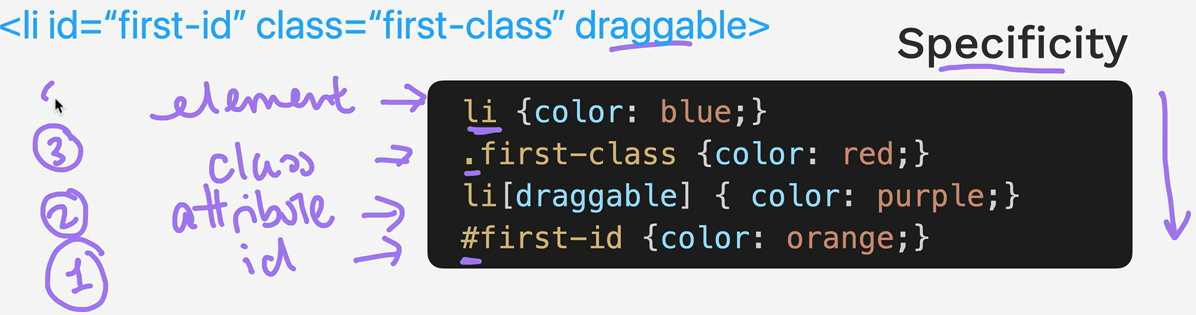 <li id=“first-id” class=“first-class” draggable>
Specificity
element
li {color: blue;}
3
class
.first-class {color: red;}
2
attribute
li[draggable] { color: purple;}
1
id
#first-id {color: orange;}